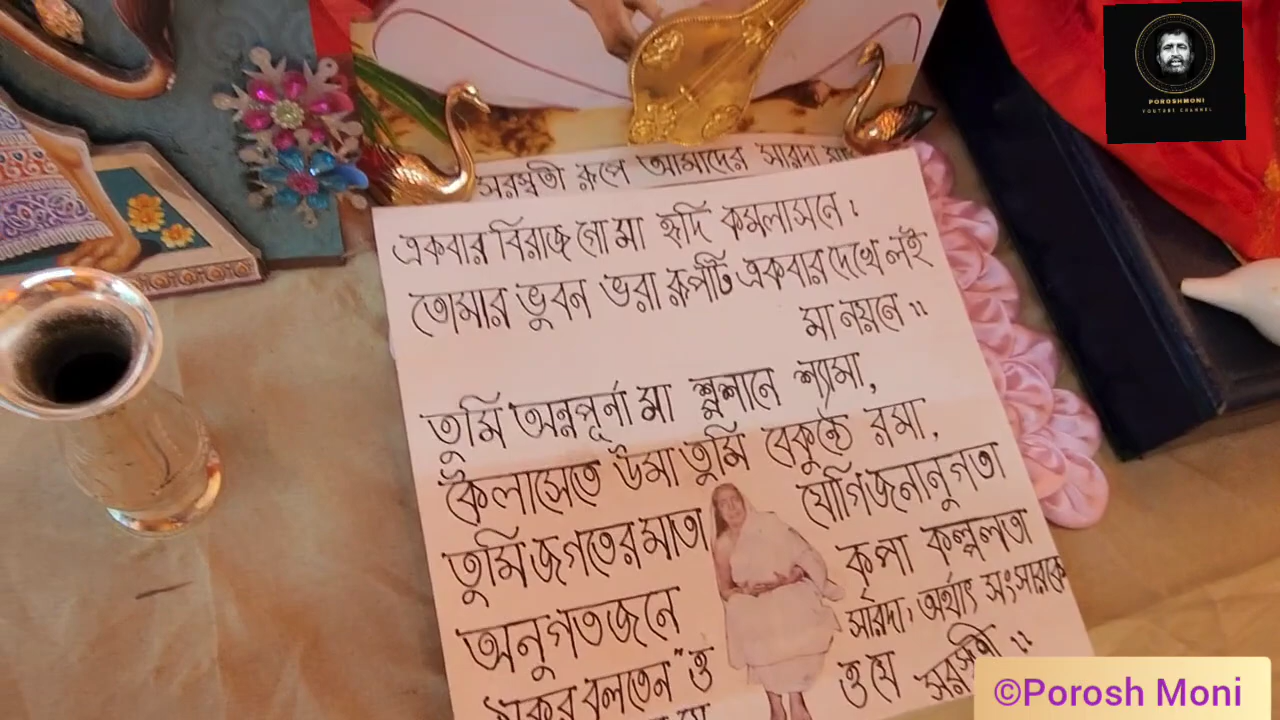 POROSHMONI
YOUTUBE CHANNEL
সরস্বতী রূপে আমাদের সারদা মা
একবার বিরাজ গো মা হৃদি কমলাসনে।
তোমার ভুবন ভরা রূপটি একবার দেখে লই
মা নয়নে।।
তুমি অন্নপূর্না মা শ্মশানে শ্যামা,
কৈলাসেতে উমা তুমি বৈকুন্ঠে রমা,
তুমি জগতের মাতা যোগিজনানুগতা
অনুগতজনে কৃপা কল্পলতা
ঠাকুর বলতেন "ও সারদা, অর্থাৎ সংসারকে
ও যে সরস্বতী।।
©Porosh Moni